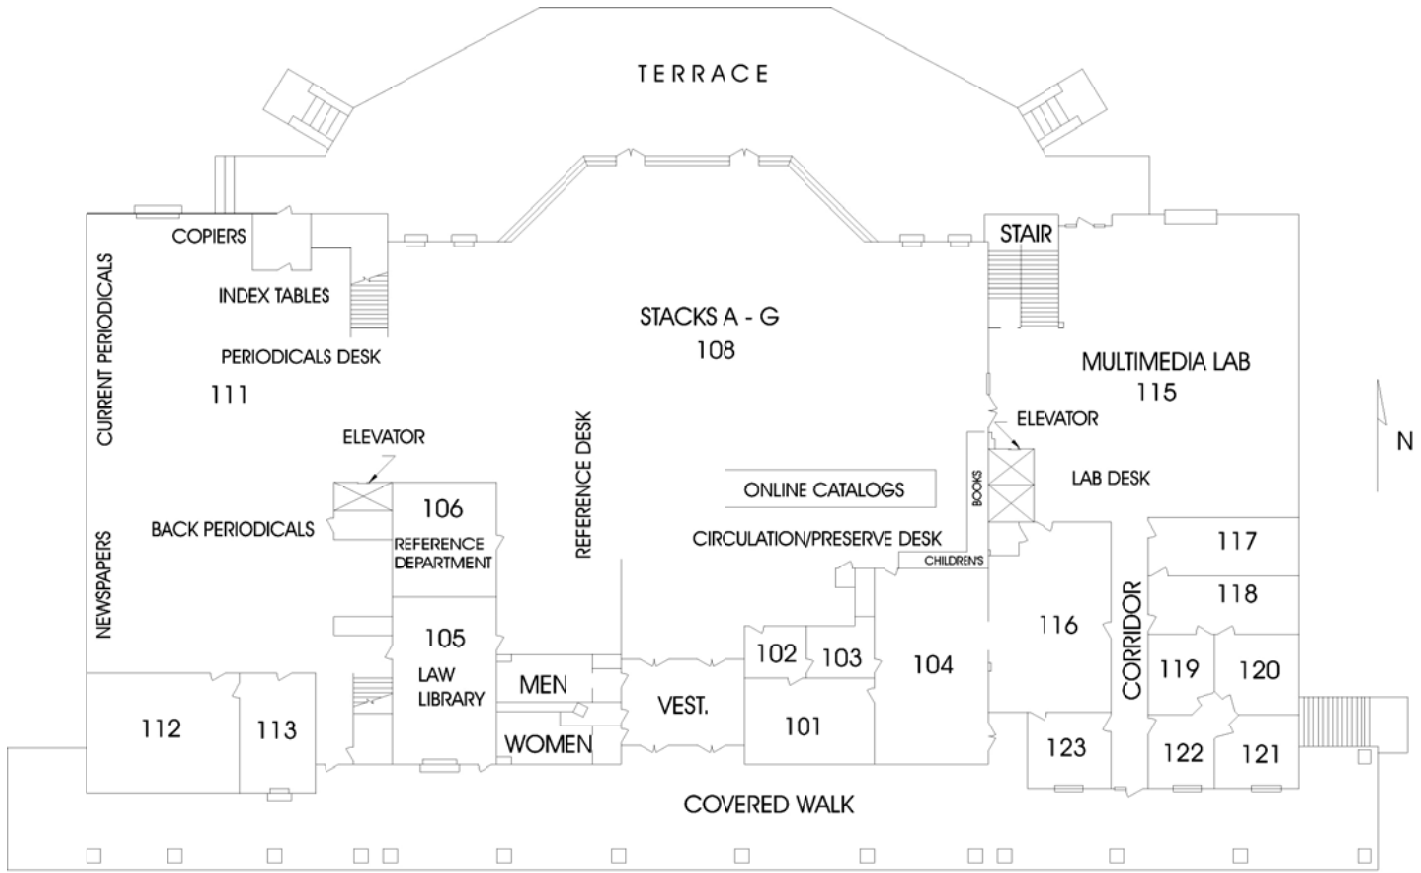 TERRACE
COPIERS
STAIR
CURRENT PERIODICALS
INDEX TABLES
STACKS A - G
108
PERIODICALS DESK
111
MULTIMEDIA LAB
115
ELEVATOR
ELEVATOR
N
REFERENCE DESK
BOOKS
LAB DESK
ONLINE CATALOGS
106
REFERENCE
DEPARTMENT
BACK PERIODICALS
NEWSPAPERS
CIRCULATION/PRESERVE DESK
CHILDREN'S
117
118
CORRIDOR
116
105
LAW
LIBRARY
102
103
104
119
120
MEN
VEST.
112
113
WOMEN
101
123
122
121
COVERED WALK